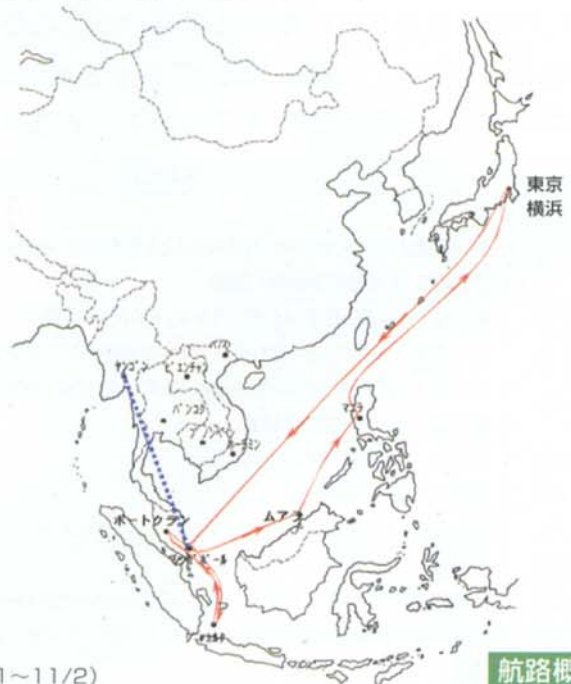 東京
横浜
ヤンゴン
ハノイ
ビエンチャン
バンコク
プノンペン
ホーチミン
マニラ
ポートクラン
ムアラ
シンガポール
ジャカルタ
1～11/2)
航路概